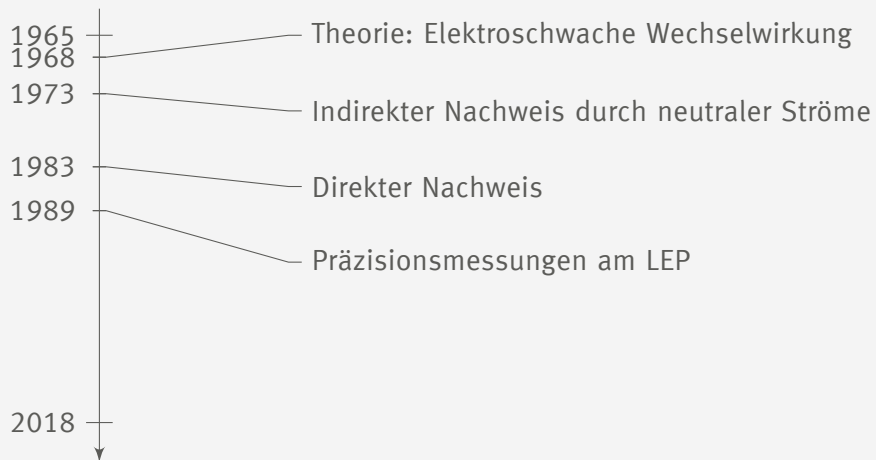 1965
Theorie: Elektroschwache Wechselwirkung
1968
1973
Indirekter Nachweis durch neutraler Ströme
1983
Direkter Nachweis
1989
Präzisionsmessungen am LEP
2018